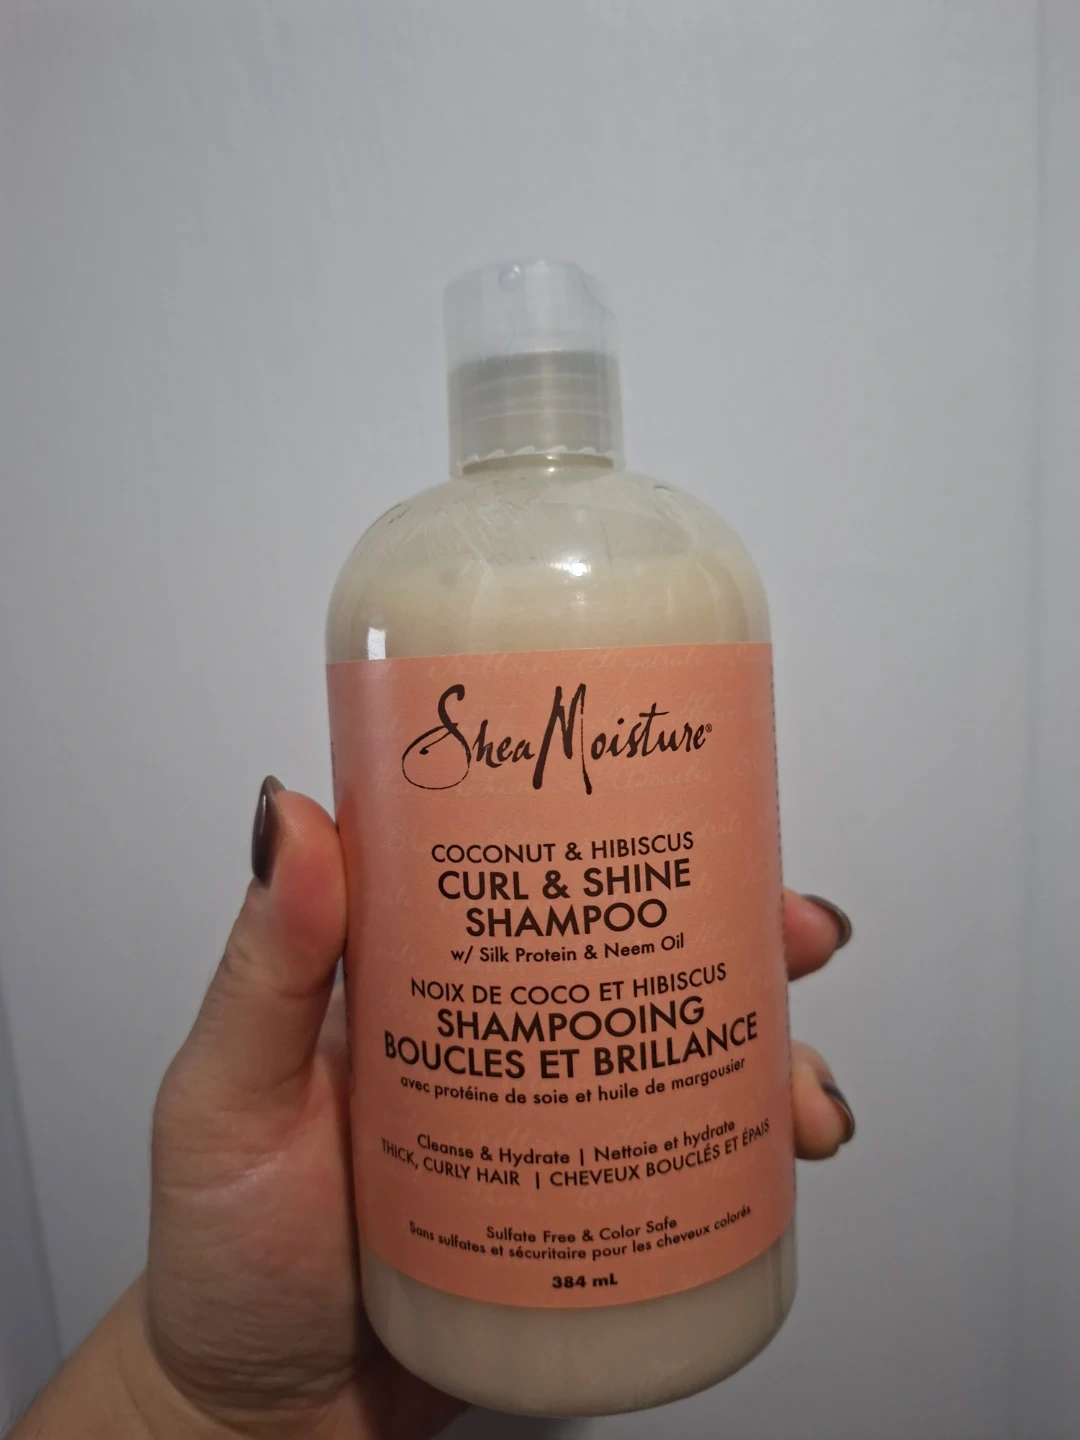 SheaMoisture®
COCONUT & HIBISCUS
CURL & SHINE
SHAMPOO
w/ Silk Protein & Neem Oil
NOIX DE COCO ET HIBISCUS
SHAMPOOING
BOUCLES ET BRILLANCE
avec protéine de soie et huile de margousier
Cleanse & Hydrate | Nettoie et hydrate
THICK, CURLY HAIR | CHEVEUX BOUCLÉS ET ÉPAIS
Sulfate Free & Color Safe
Sans sulfates et sécuritaire pour les cheveux colorés
384 mL